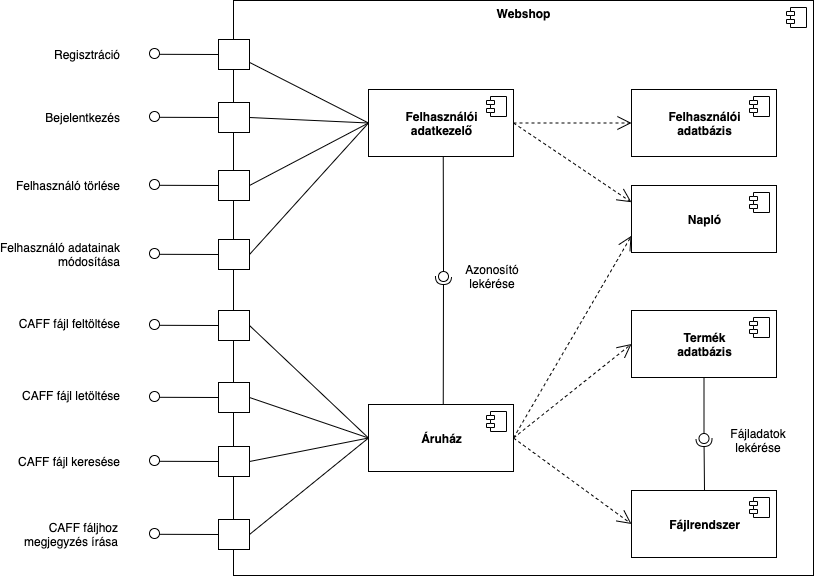 Webshop
Regisztráció
Bejelentkezés
Felhasználó törlése
Felhasználó adatainak
módosítása
CAFF fájl feltöltése
CAFF fájl letöltése
CAFF fájl keresése
CAFF fáljhoz
megjegyzés írása
Felhasználói
adatkezelő
Azonosító
lekérése
Áruház
Felhasználói
adatbázis
Napló
Termék
adatbázis
Fájladatok
lekérése
Fájlrendszer